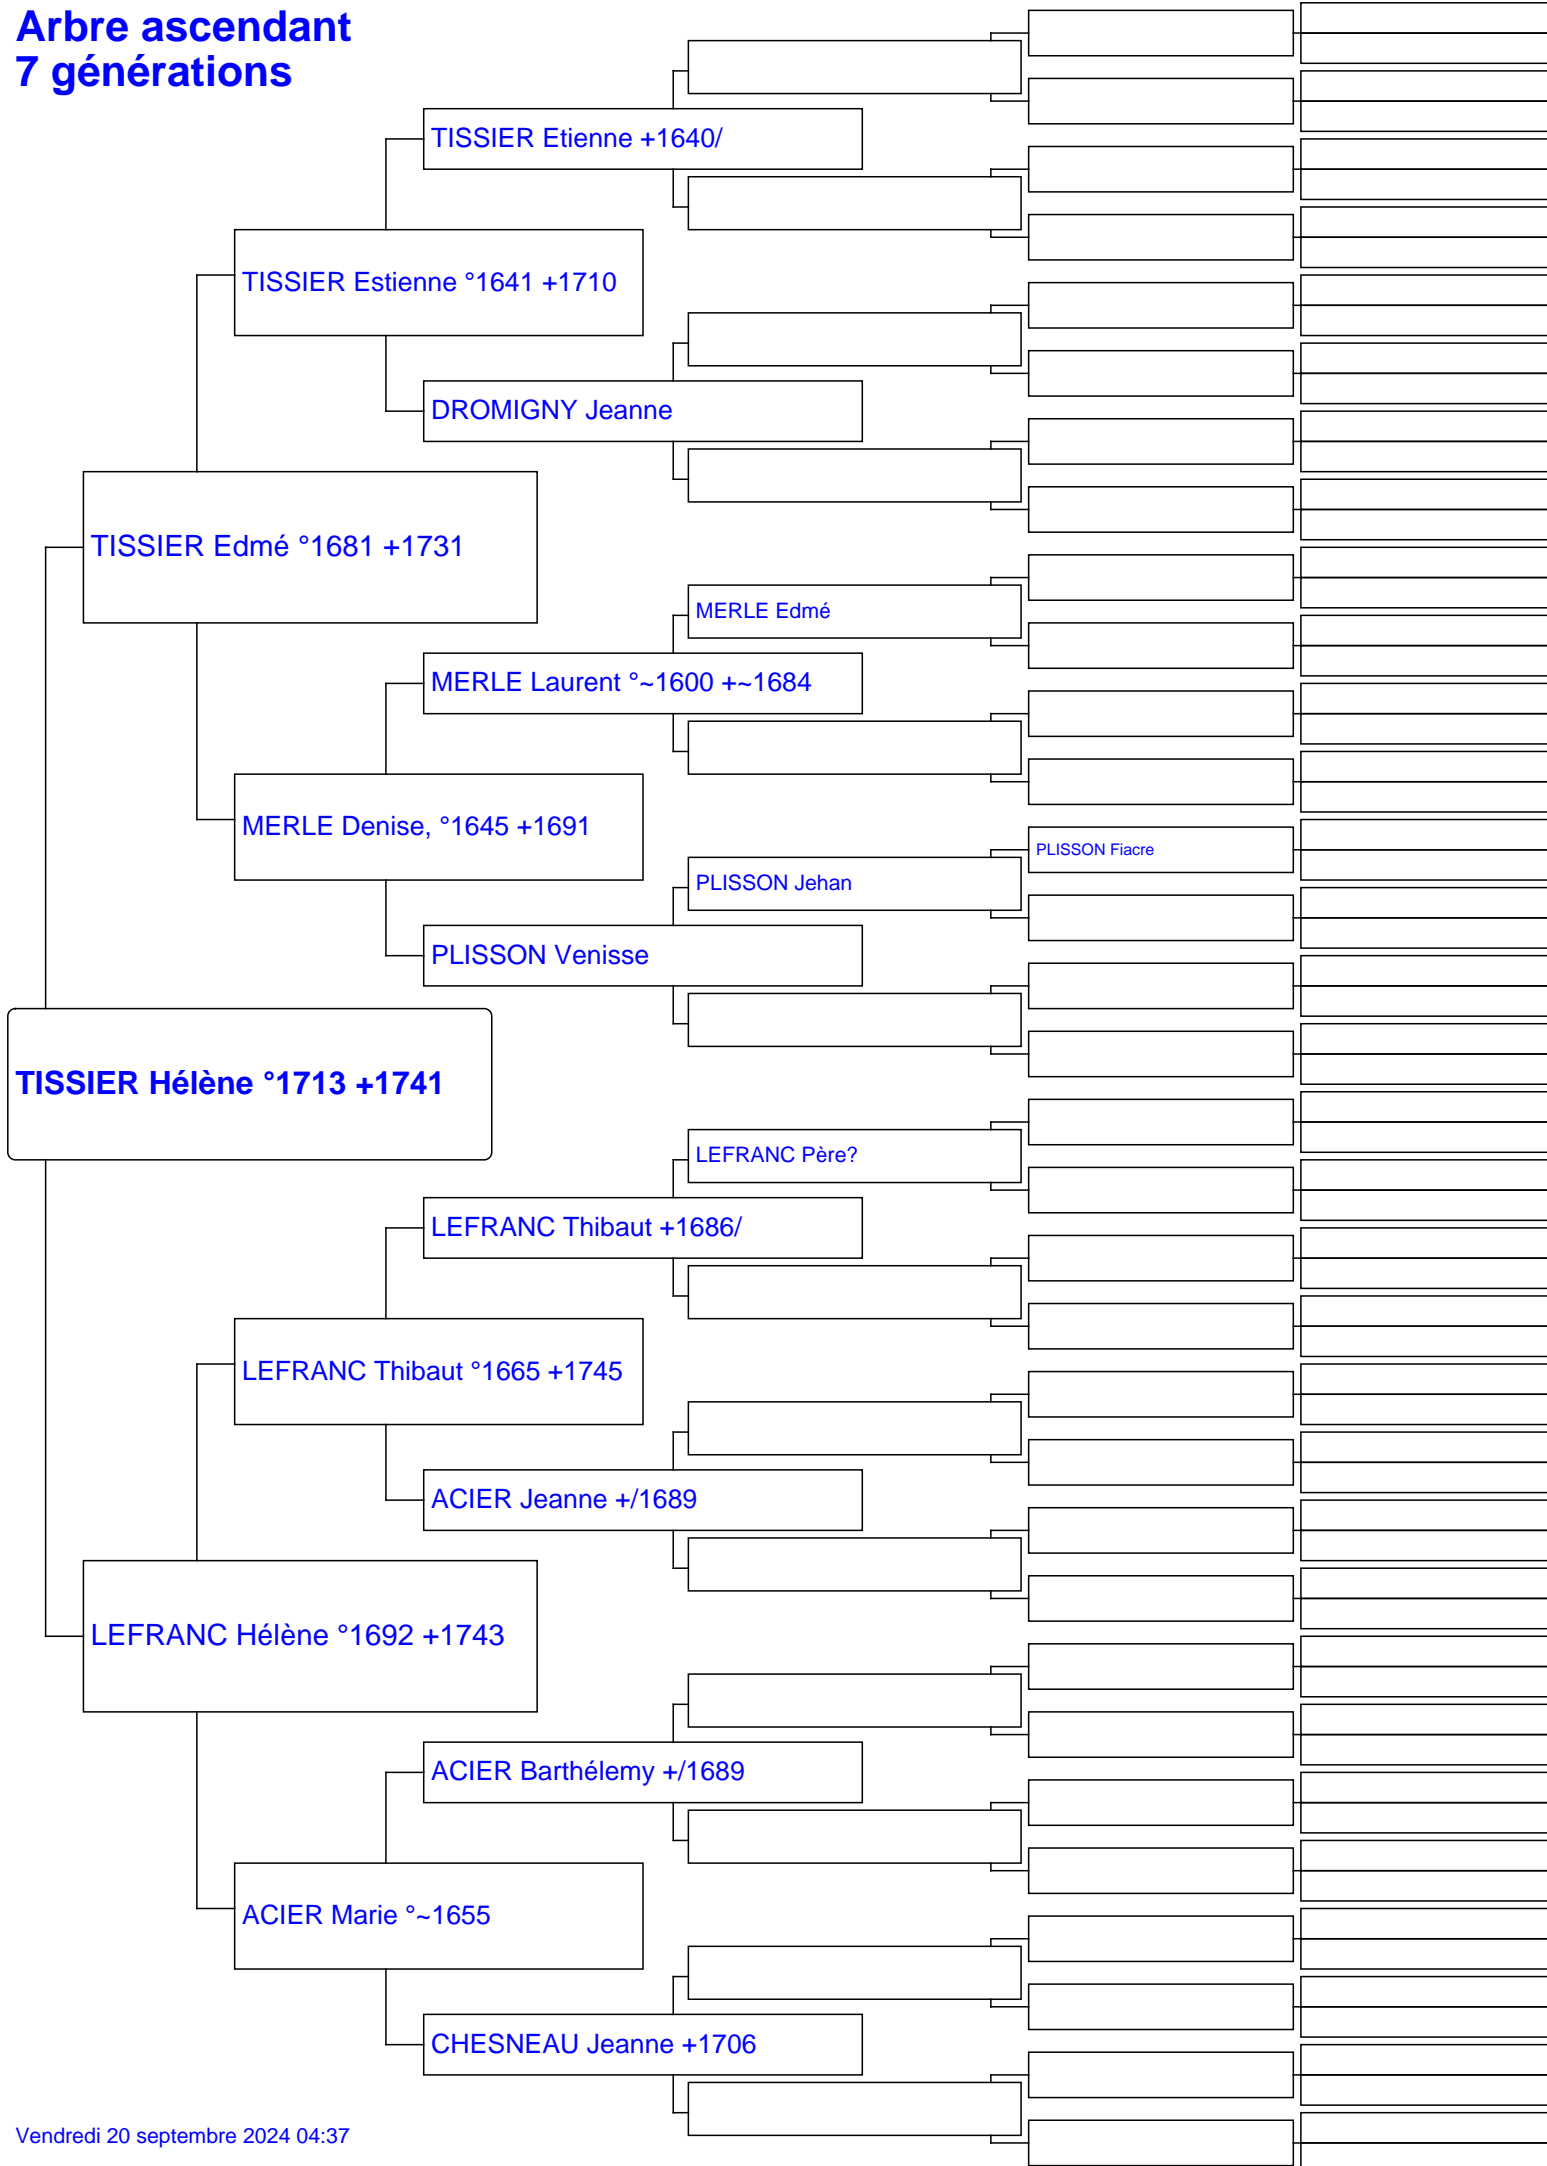 Arbre ascendant
7 générations
TISSIER Etienne +1640/
TISSIER Estienne °1641 +1710
DROMIGNY Jeanne
TISSIER Edmé °1681 +1731
MERLE Edmé
MERLE Laurent °~1600 +~1684
MERLE Denise, °1645 +1691
PLISSON Fiacre
PLISSON Jehan
PLISSON Venisse
TISSIER Hélène °1713 +1741
LEFRANC Père?
LEFRANC Thibaut +1686/
LEFRANC Thibaut °1665 +1745
ACIER Jeanne +/1689
LEFRANC Hélène °1692 +1743
ACIER Barthélemy +/1689
ACIER Marie °~1655
CHESNEAU Jeanne +1706
Vendredi 20 septembre 2024 04:37